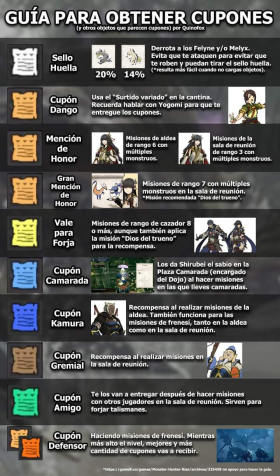 GUÍA PARA OBTENER CUPONES
(y otros objetos que parecen cupones) por Quinofox
Sello
Huella
20%
14%
Derrota a los Felyne y/o Melyx.
Evita que te ataquen para evitar que
te roben y puedan tirar el sello huella.
(*resulta más fácil cuando no cargas objetos).
Cupón
Dango
Usa el "Surtido variado" en la cantina.
Recuerda hablar con Yogomi para que te
entregue los cupones.
Mención
de Honor
Misiones de aldea
rango 6 con
múltiples
monstruos.
Misiones de la
sala de reunión
de rango 3 con
múltiples
monstruos.
Gran
Mención
de Honor
Misiones de rango 7 con múltiples
monstruos en la sala de reunión.
*Misión recomendada "Dios del trueno".
Vale
para
Forja
Misiones de rango de cazador 8
o más, aunque también aplica
la misión "Dios del trueno"
para la recompensa.
Cupón
Camarada
Los da Shirubei el sabio en la
Plaza Camarada (encargado
del Dojo) al hacer misiones
en las que lleves camaradas.
Cupón
Kamura
Recompensa al realizar misiones de la
aldea. También funciona para las
misiones de frenesí, tanto en la aldea
como en la sala de reunión.
Cupón
Gremial
Recompensa al realizar misiones en
la sala de reunión.
Cupón
Amigo
Te los van a entregar después de hacer misiones
con otros jugadores en la sala de reunión. Sirven para
forjar talismanes.
Cupón
Defensor
Haciendo misiones de frenesí. Mientras
más alto el nivel, mejores y más
cantidad de cupones vas a recibir.